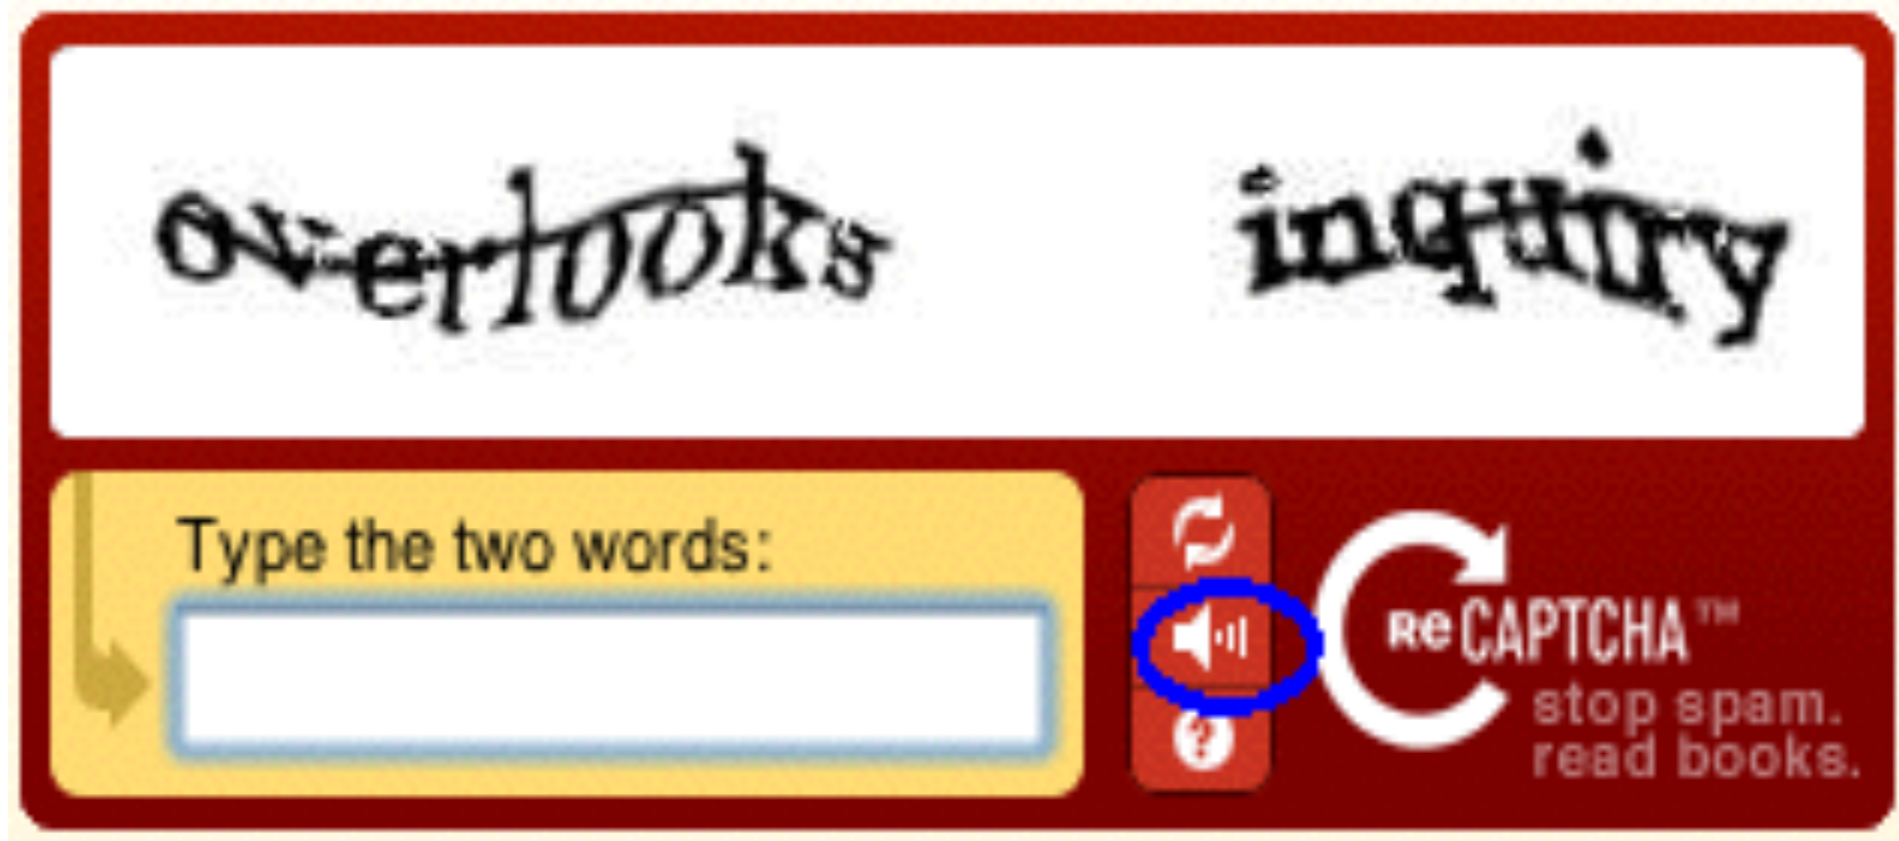 overlooks inquiry
Type the two words:
?
ReCAPTCHA™
stop spam.
read books.